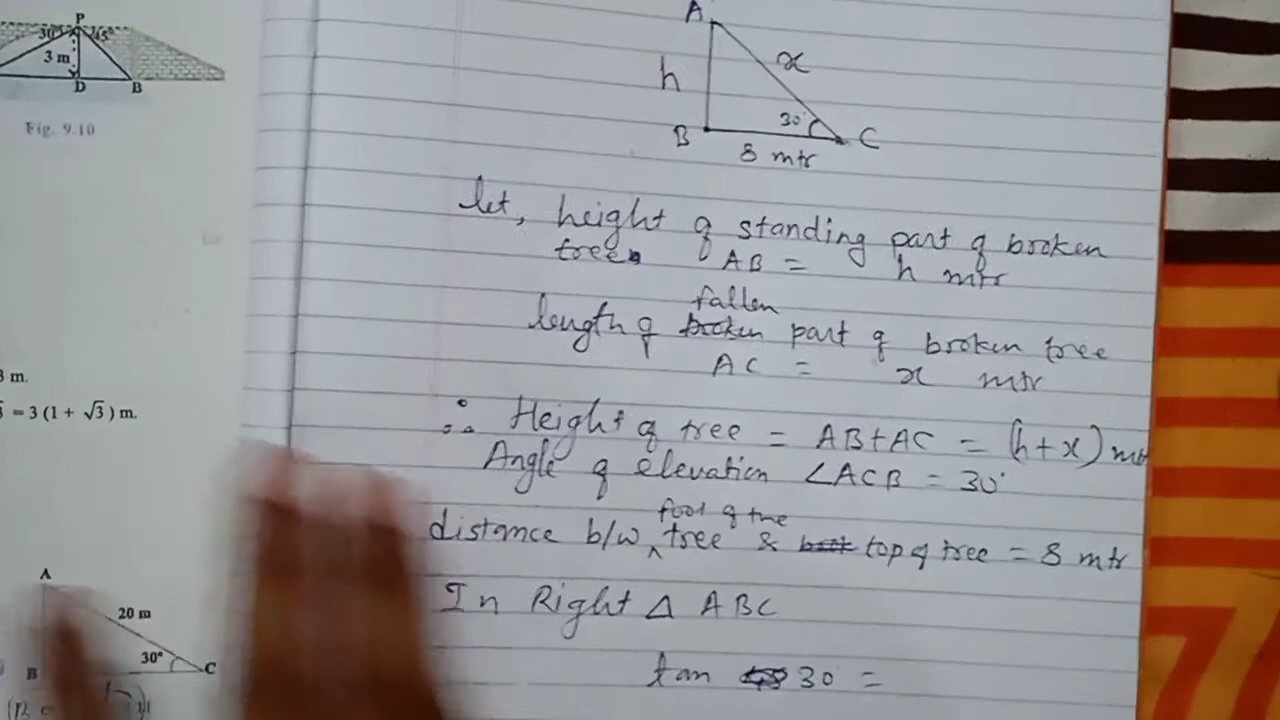 P
30° 45°
3 m
D B
Fig. 9.10
3 m.
= 3 (1 + √3) m.
A
20 m
30°
B C
A
h x
30°
B C
8 mtr
let, height of standing part of broken
tree AB = h mtr
fallen
length of broken part of broken tree
AC = x mtr
∴ Height of tree = AB+AC = (h+x) mtr
Angle of elevation ∠ACB = 30°
foot of the
distance b/w ^ tree & top of tree = 8 mtr
In Right Δ ABC
tan 30° =